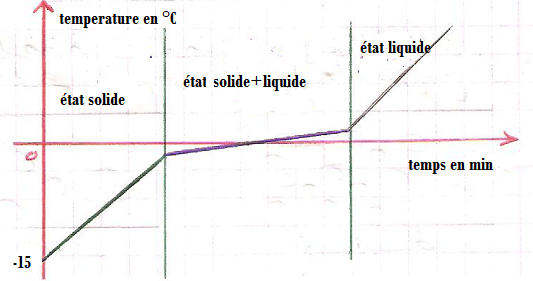 temperature en °C
état liquide
état solide+liquide
état solide
0
temps en min
-15